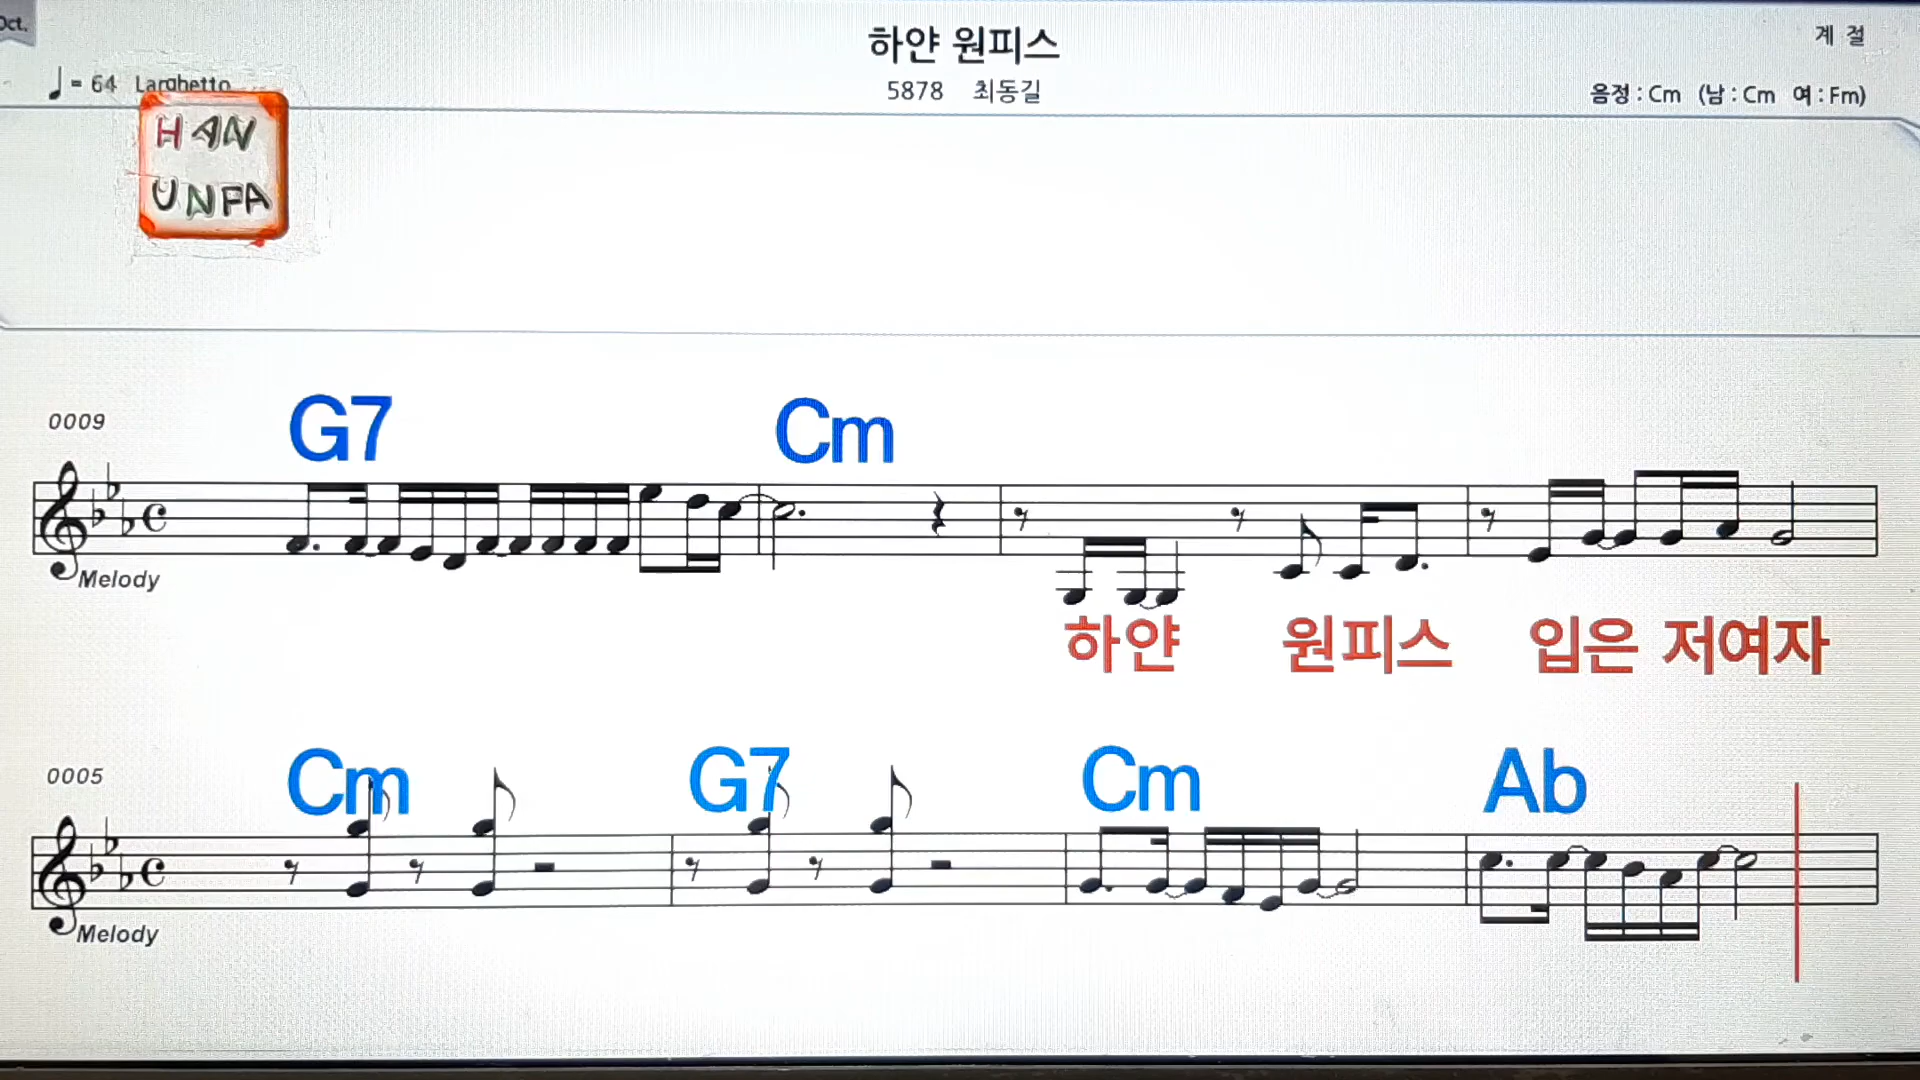 Oct.
하얀 원피스
계 절
♩ = 64 Larghetto
5878 최동길
음정 : Cm (남 : Cm 여 : Fm)
HAN
UNFA
0009
G7 Cm
Melody
하얀 원피스 입은 저여자
0005
Cm G7 Cm Ab
Melody